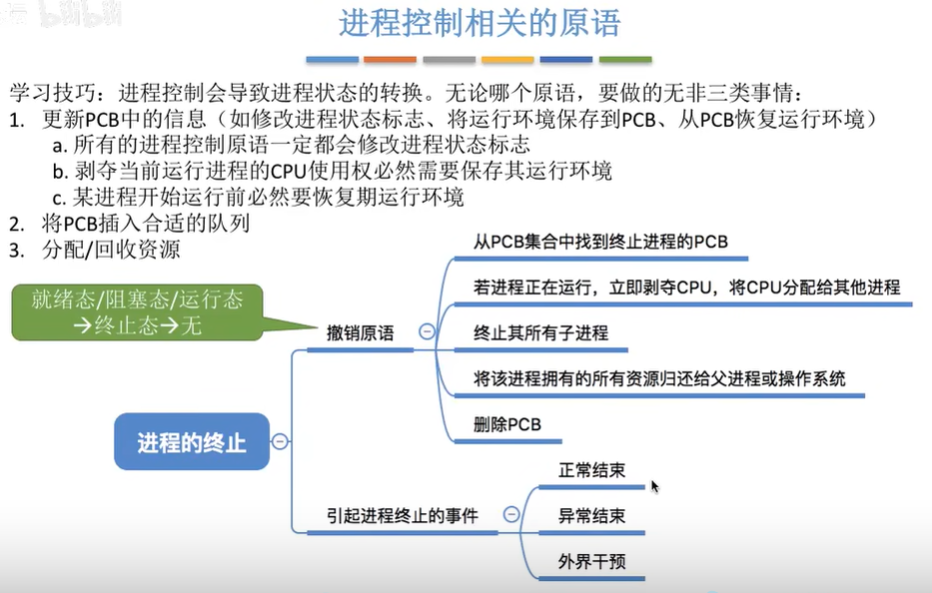 进程控制相关的原语
学习技巧：进程控制会导致进程状态的转换。无论哪个原语，要做的无非三类事情：
1. 更新PCB中的信息（如修改进程状态标志、将运行环境保存到PCB、从PCB恢复运行环境）
a. 所有的进程控制原语一定都会修改进程状态标志
b. 剥夺当前运行进程的CPU使用权必然需要保存其运行环境
c. 某进程开始运行前必然要恢复期运行环境
2. 将PCB插入合适的队列
3. 分配/回收资源
就绪态/阻塞态/运行态
→终止态→无
进程的终止
撤销原语
从PCB集合中找到终止进程的PCB
若进程正在运行，立即剥夺CPU，将CPU分配给其他进程
终止其所有子进程
将该进程拥有的所有资源归还给父进程或操作系统
删除PCB
引起进程终止的事件
正常结束
异常结束
外界干预